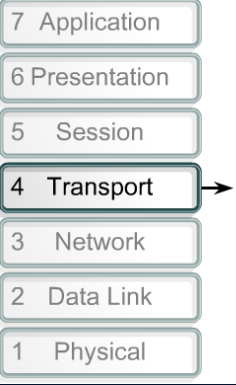 7 Application
6 Presentation
5 Session
4 Transport
3 Network
2 Data Link
1 Physical